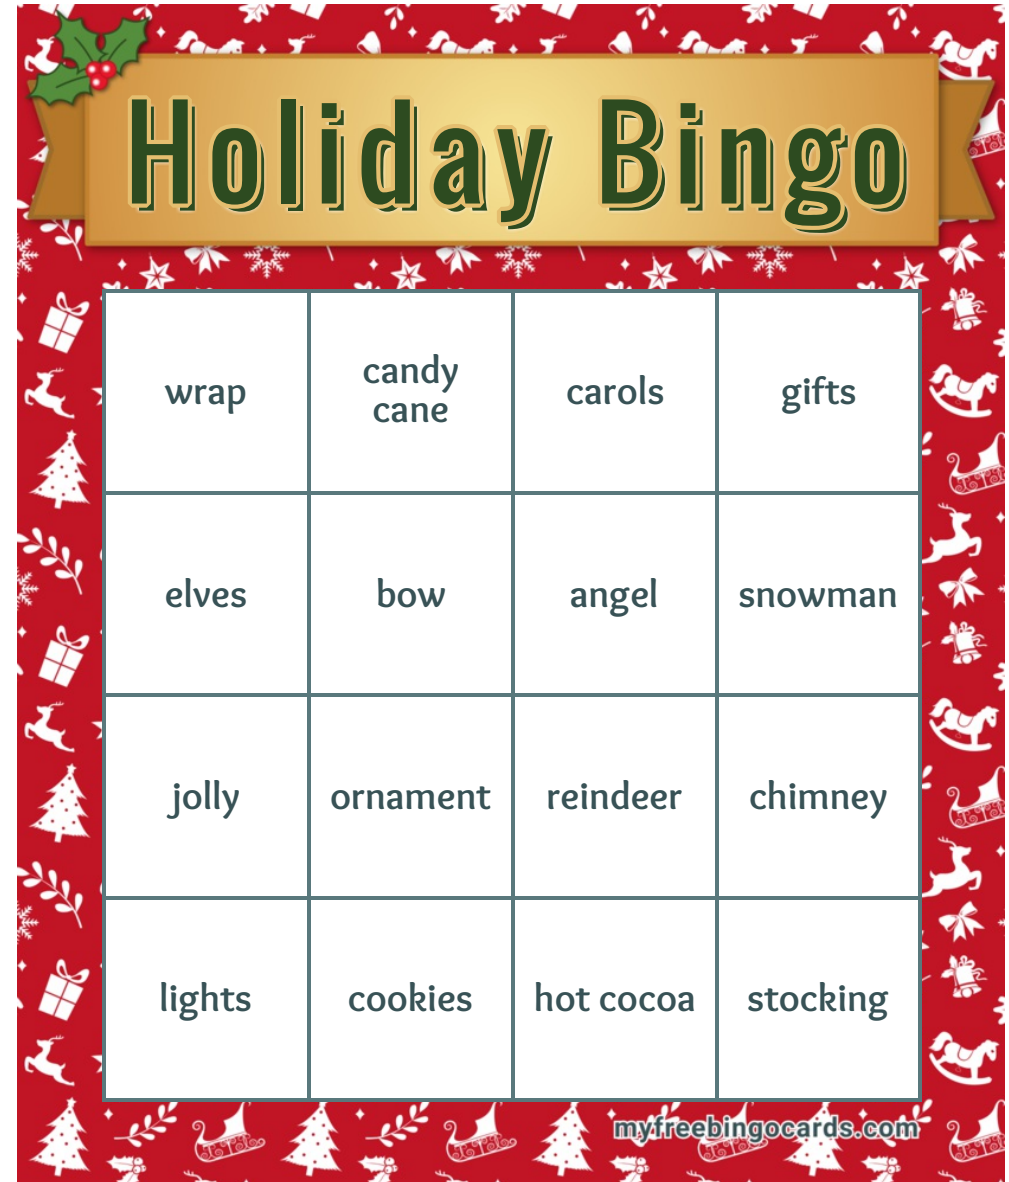 Holiday Bingo
wrap
candy
cane
carols
gifts
elves
bow
angel
snowman
jolly
ornament
reindeer
chimney
lights
cookies
hot cocoa
stocking
myfreebingocards.com